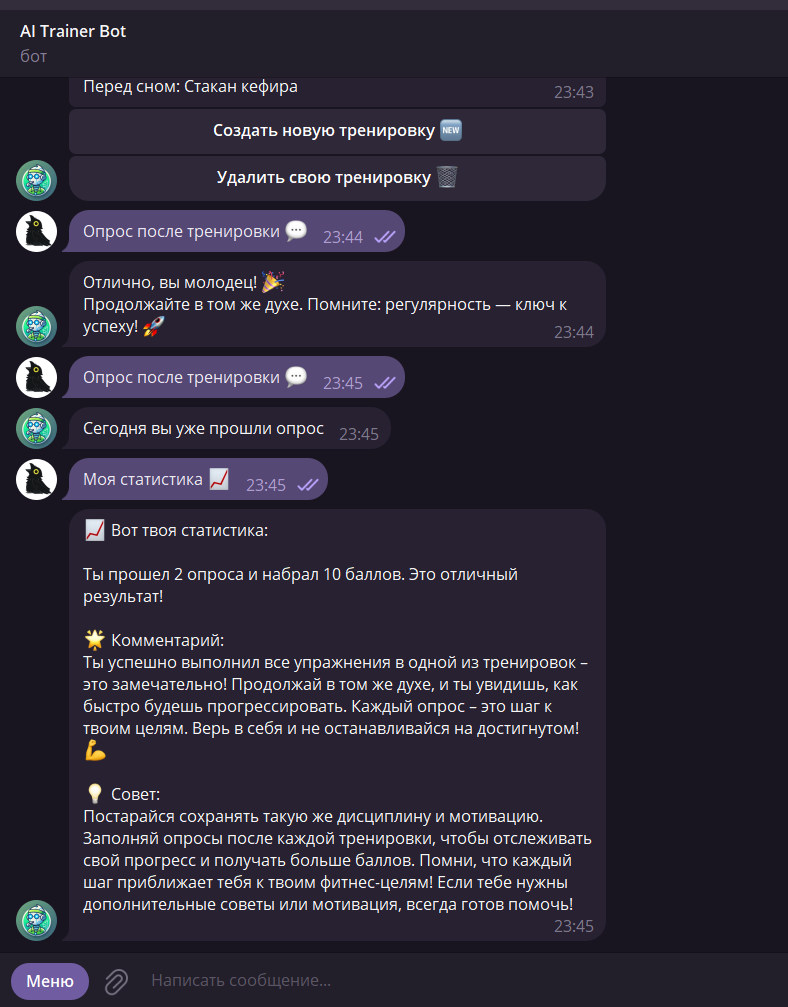 AI Trainer Bot
бот
Перед сном: Стакан кефира
23:43
Создать новую тренировку 🆕
Удалить свою тренировку 🗑️
Опрос после тренировки 💬 23:44
Отлично, вы молодец! 🎉
Продолжайте в том же духе. Помните: регулярность — ключ к
успеху! 🚀
23:44
Опрос после тренировки 💬 23:45
Сегодня вы уже прошли опрос 23:45
Моя статистика 📈 23:45
📈 Вот твоя статистика:
Ты прошел 2 опроса и набрал 10 баллов. Это отличный
результат!
🌟 Комментарий:
Ты успешно выполнил все упражнения в одной из тренировок –
это замечательно! Продолжай в том же духе, и ты увидишь, как
быстро будешь прогрессировать. Каждый опрос – это шаг к
твоим целям. Верь в себя и не останавливайся на достигнутом!
💪
💡 Совет:
Постарайся сохранять такую же дисциплину и мотивацию.
Заполняй опросы после каждой тренировки, чтобы отслеживать
свой прогресс и получать больше баллов. Помни, что каждый
шаг приближает тебя к твоим фитнес-целям! Если тебе нужны
дополнительные советы или мотивация, всегда готов помочь!
23:45
Меню
Написать сообщение...